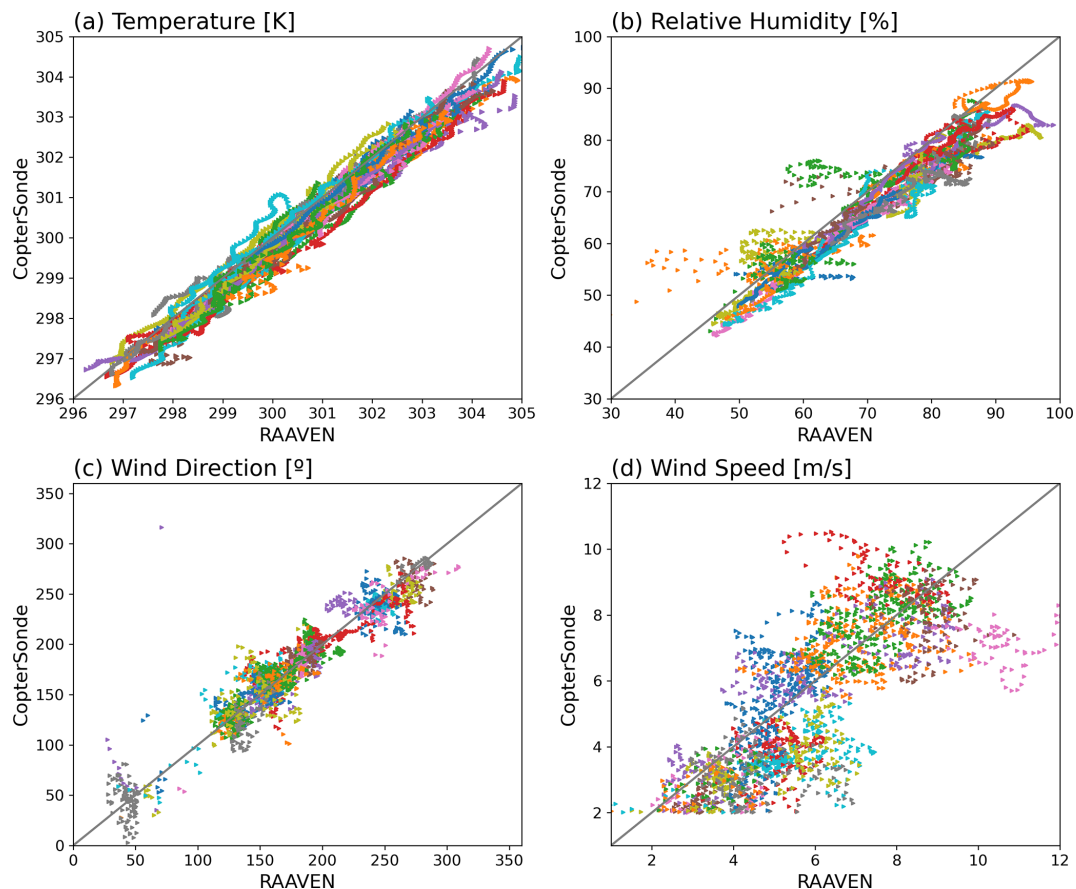 (a) Temperature [K]
305
304
303
302
301
300
299
298
297
296
296 297 298 299 300 301 302 303 304 305
CopterSonde
RAAVEN
(b) Relative Humidity [%]
100
90
80
70
60
50
40
30
30 40 50 60 70 80 90 100
CopterSonde
RAAVEN
(c) Wind Direction [º]
350
300
250
200
150
100
50
0
0 50 100 150 200 250 300 350
CopterSonde
RAAVEN
(d) Wind Speed [m/s]
12
10
8
6
4
2
2 4 6 8 10 12
CopterSonde
RAAVEN